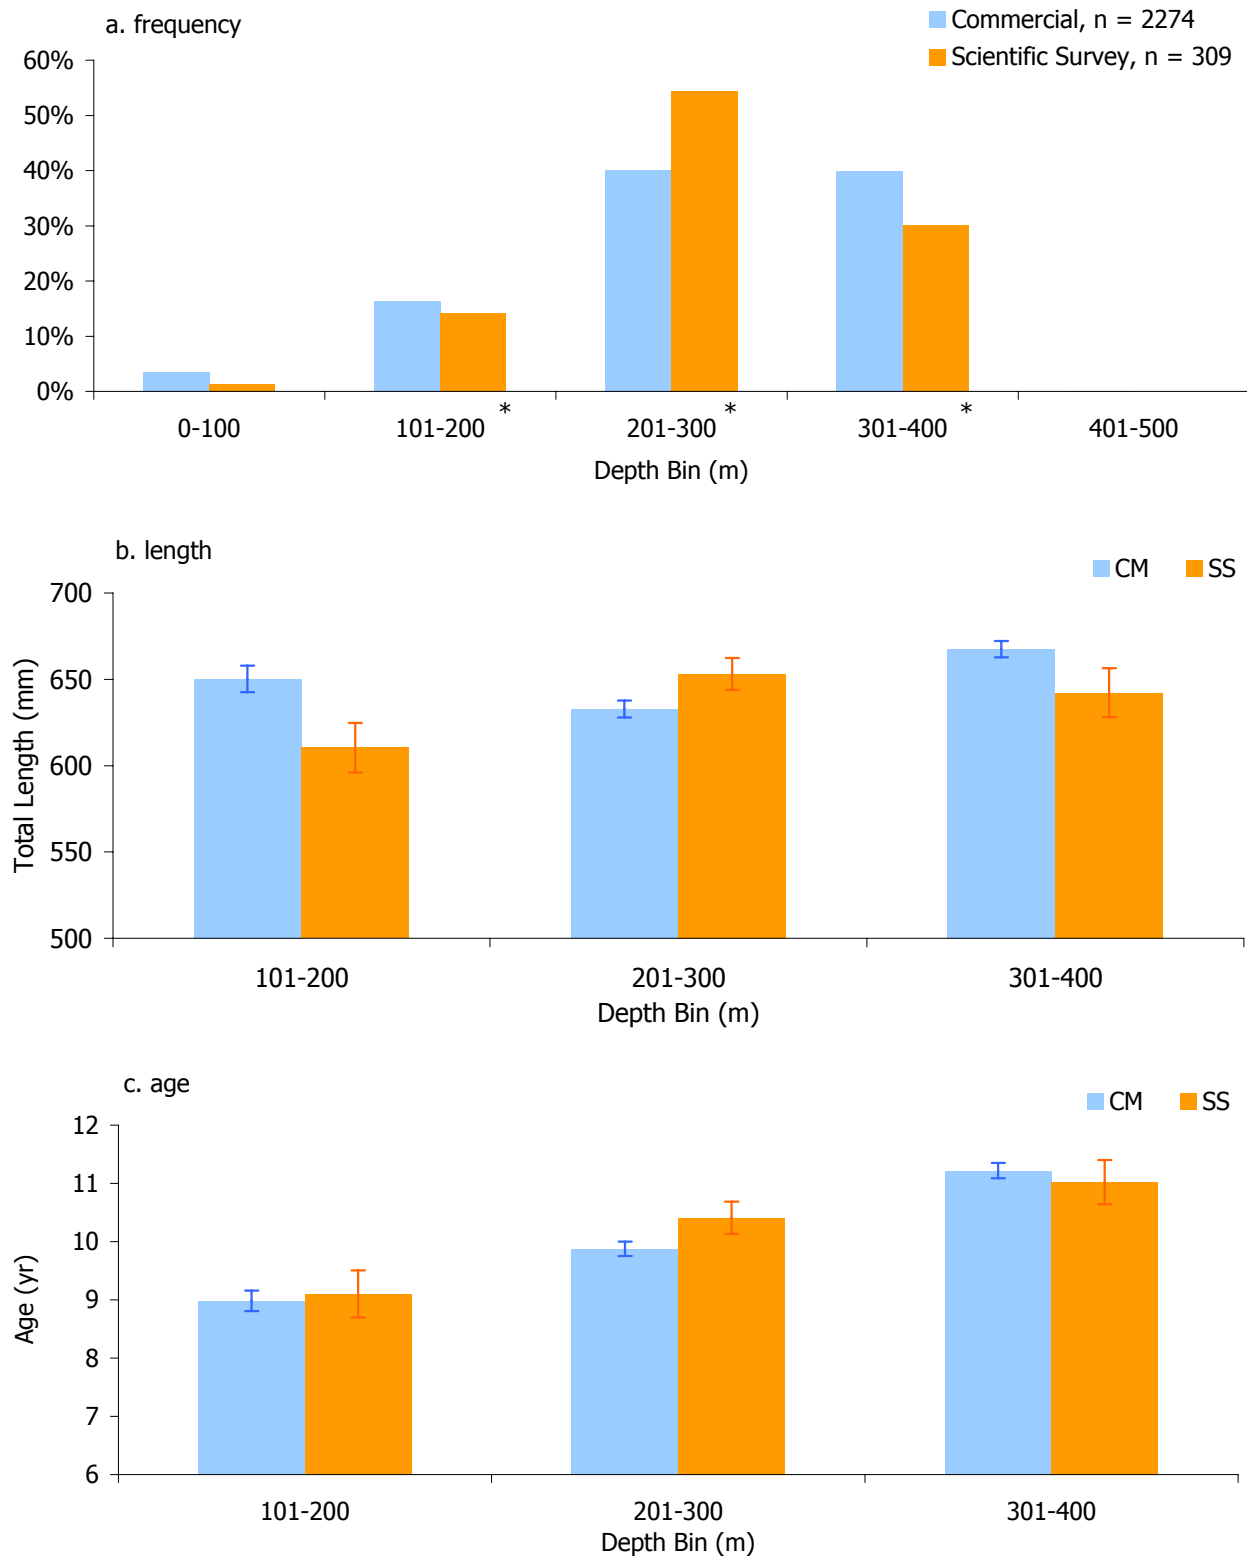 a. frequency
Commercial, n = 2274
Scientific Survey, n = 309
60%
50%
40%
30%
20%
10%
0%
0-100 101-200 * 201-300 * 301-400 * 401-500
Depth Bin (m)
b. length
CM SS
700
650
600
550
500
Total Length (mm)
101-200 201-300 301-400
Depth Bin (m)
c. age
CM SS
12
11
10
9
8
7
6
Age (yr)
101-200 201-300 301-400
Depth Bin (m)